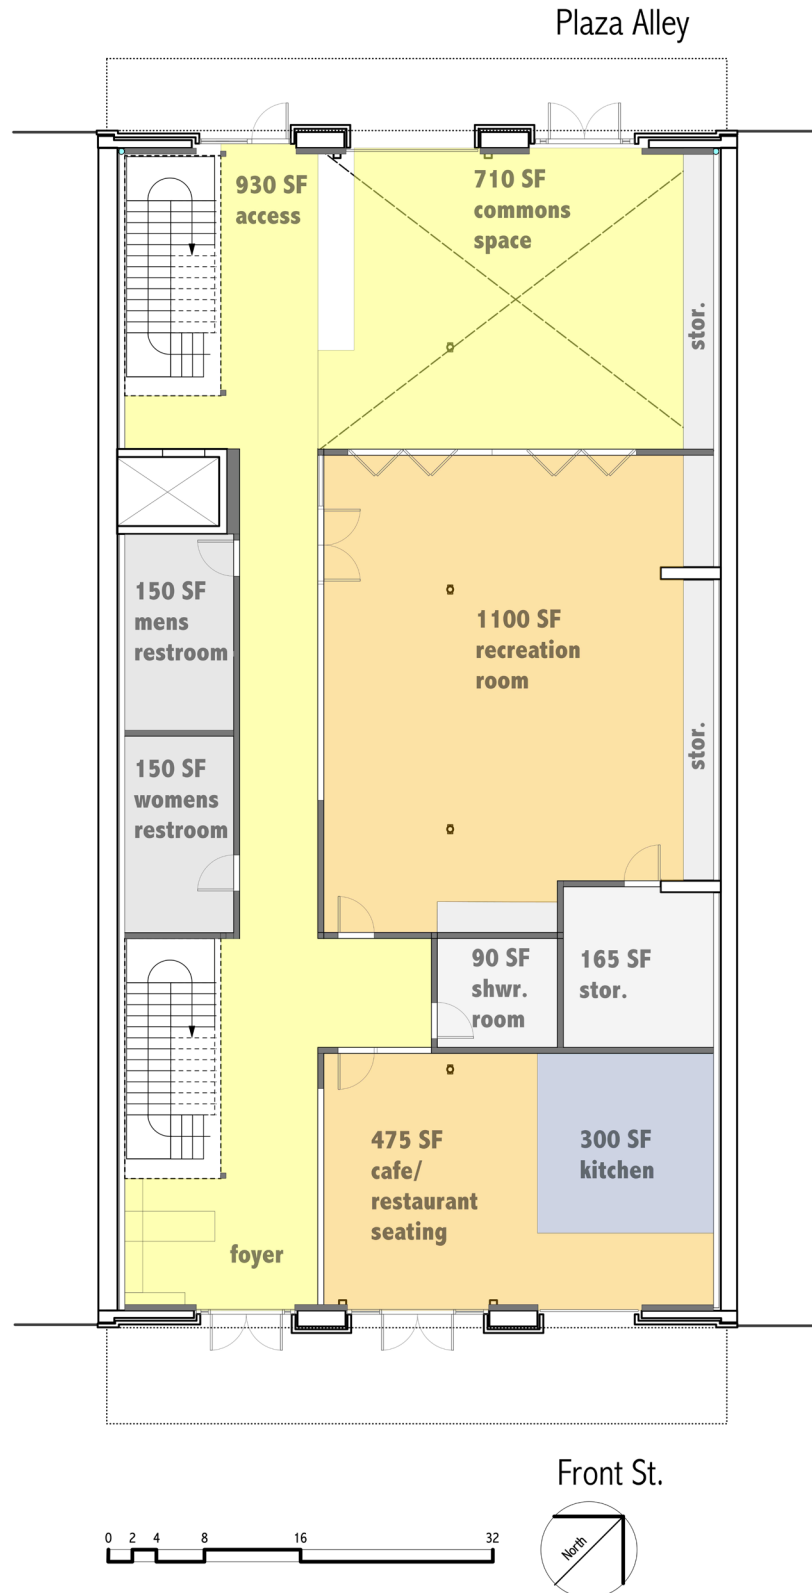 Plaza Alley
930 SF
access
710 SF
commons
space
stor.
150 SF
mens
restroom
1100 SF
recreation
room
stor.
150 SF
womens
restroom
90 SF
shwr.
room
165 SF
stor.
475 SF
cafe/
restaurant
seating
300 SF
kitchen
foyer
Front St.
0 2 4 8 16 32
North